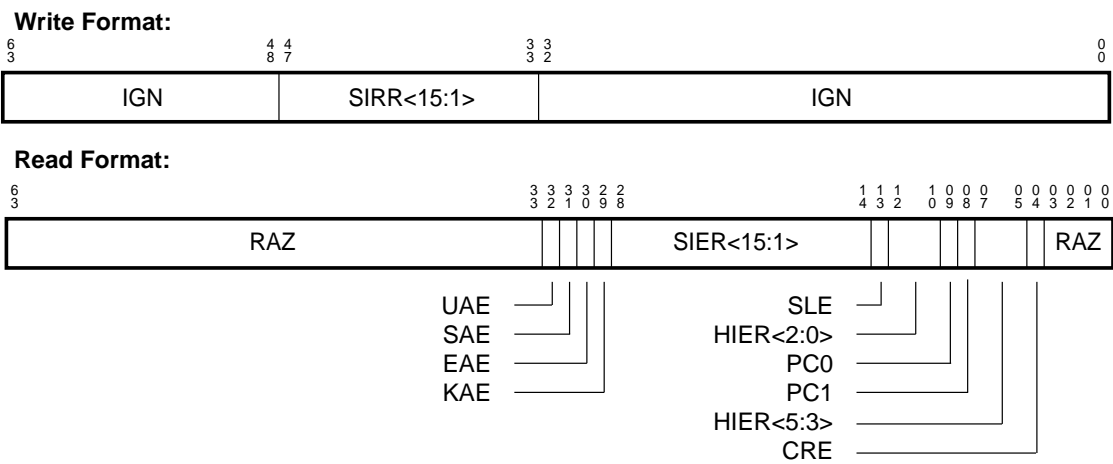 Write Format:
63 48 47 33 32 00
IGN SIRR<15:1> IGN
Read Format:
63 33 32 31 30 29 28 14 13 12 10 09 08 07 05 04 03 02 01 00
RAZ SIER<15:1> RAZ
UAE SLE
SAE HIER<2:0>
EAE PC0
KAE PC1
HIER<5:3>
CRE